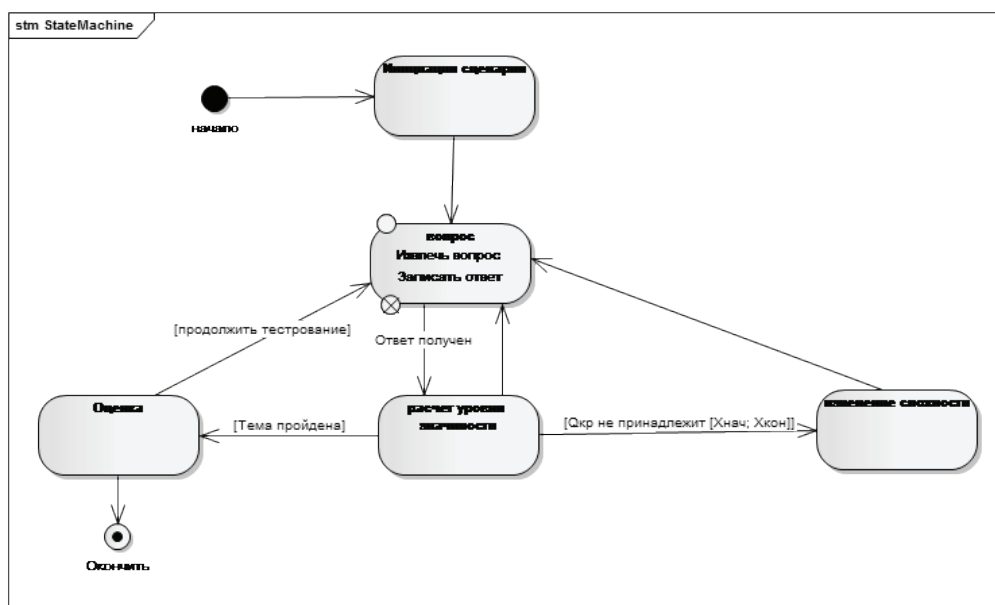 stm StateMachine
Инициация сценария
начало
вопрос
Извлечь вопрос
Записать ответ
[продолжить тестрование]
Ответ получен
Оценка
расчет уровня
значимости
изменение сложности
[Тема пройдена]
[Qкр не принадлежит [Xнач; Xкон]]
Окончить